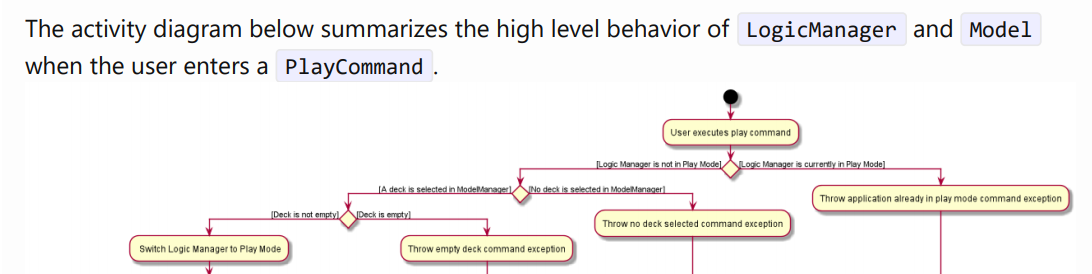 The activity diagram below summarizes the high level behavior of LogicManager and Model
when the user enters a PlayCommand .
User executes play command
[Logic Manager is not in Play Mode] [Logic Manager is currently in Play Mode]
[A deck is selected in ModelManager] [No deck is selected in ModelManager]
Throw application already in play mode command exception
[Deck is not empty] [Deck is empty]
Throw no deck selected command exception
Switch Logic Manager to Play Mode
Throw empty deck command exception